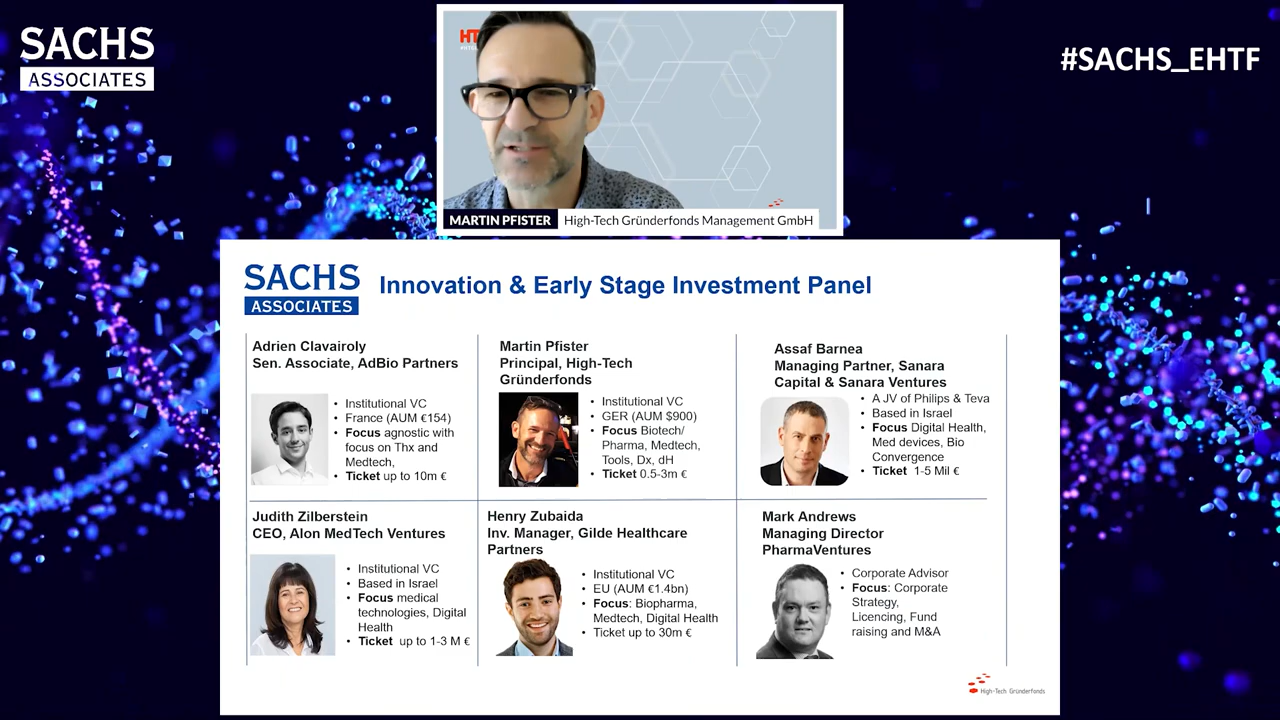 SACHS
ASSOCIATES
#SACHS_EHTF
MARTIN PFISTER High-Tech Gründerfonds Management GmbH
SACHS
ASSOCIATES
Innovation & Early Stage Investment Panel
Adrien Clavairoly
Sen. Associate, AdBio Partners
• Institutional VC
• France (AUM €154)
• Focus agnostic with
focus on Thx and
Medtech,
• Ticket up to 10m €
Martin Pfister
Principal, High-Tech
Gründerfonds
• Institutional VC
• GER (AUM $900)
• Focus Biotech/
Pharma, Medtech,
Tools, Dx, dH
• Ticket 0.5-3m €
Assaf Barnea
Managing Partner, Sanara
Capital & Sanara Ventures
• A JV of Philips & Teva
• Based in Israel
• Focus Digital Health,
Med devices, Bio
Convergence
• Ticket 1-5 Mil €
Judith Zilberstein
CEO, Alon MedTech Ventures
• Institutional VC
• Based in Israel
• Focus medical
technologies, Digital
Health
• Ticket up to 1-3 M €
Henry Zubaida
Inv. Manager, Gilde Healthcare
Partners
• Institutional VC
• EU (AUM €1.4bn)
• Focus: Biopharma,
Medtech, Digital Health
• Ticket up to 30m €
Mark Andrews
Managing Director
PharmaVentures
• Corporate Advisor
• Focus: Corporate
Strategy,
Licencing, Fund
raising and M&A
High-Tech Gründerfonds